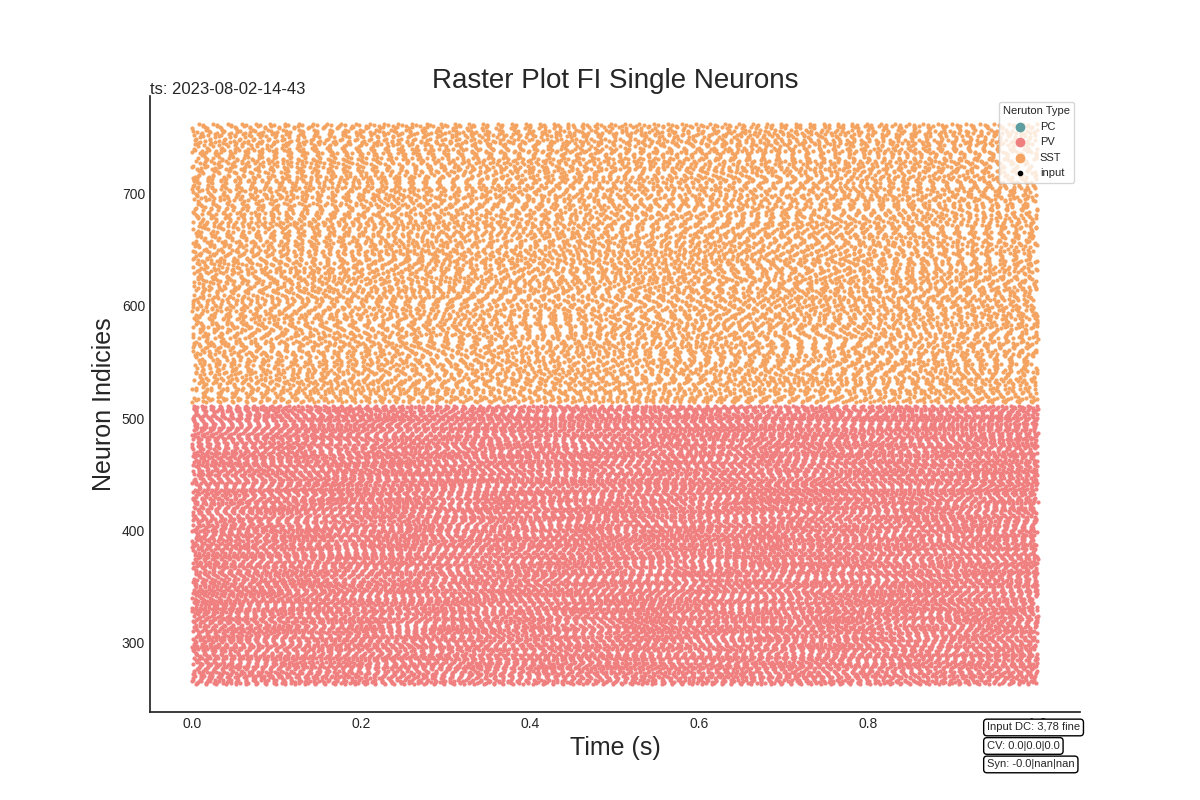 Raster Plot FI Single Neurons
ts: 2023-08-02-14-43
Neruton Type
PC
PV
SST
input
Neuron Indicies
700
600
500
400
300
0.0 0.2 0.4 0.6 0.8
Time (s)
Input DC: 3,78 fine
CV: 0.0|0.0|0.0
Syn: -0.0|nan|nan